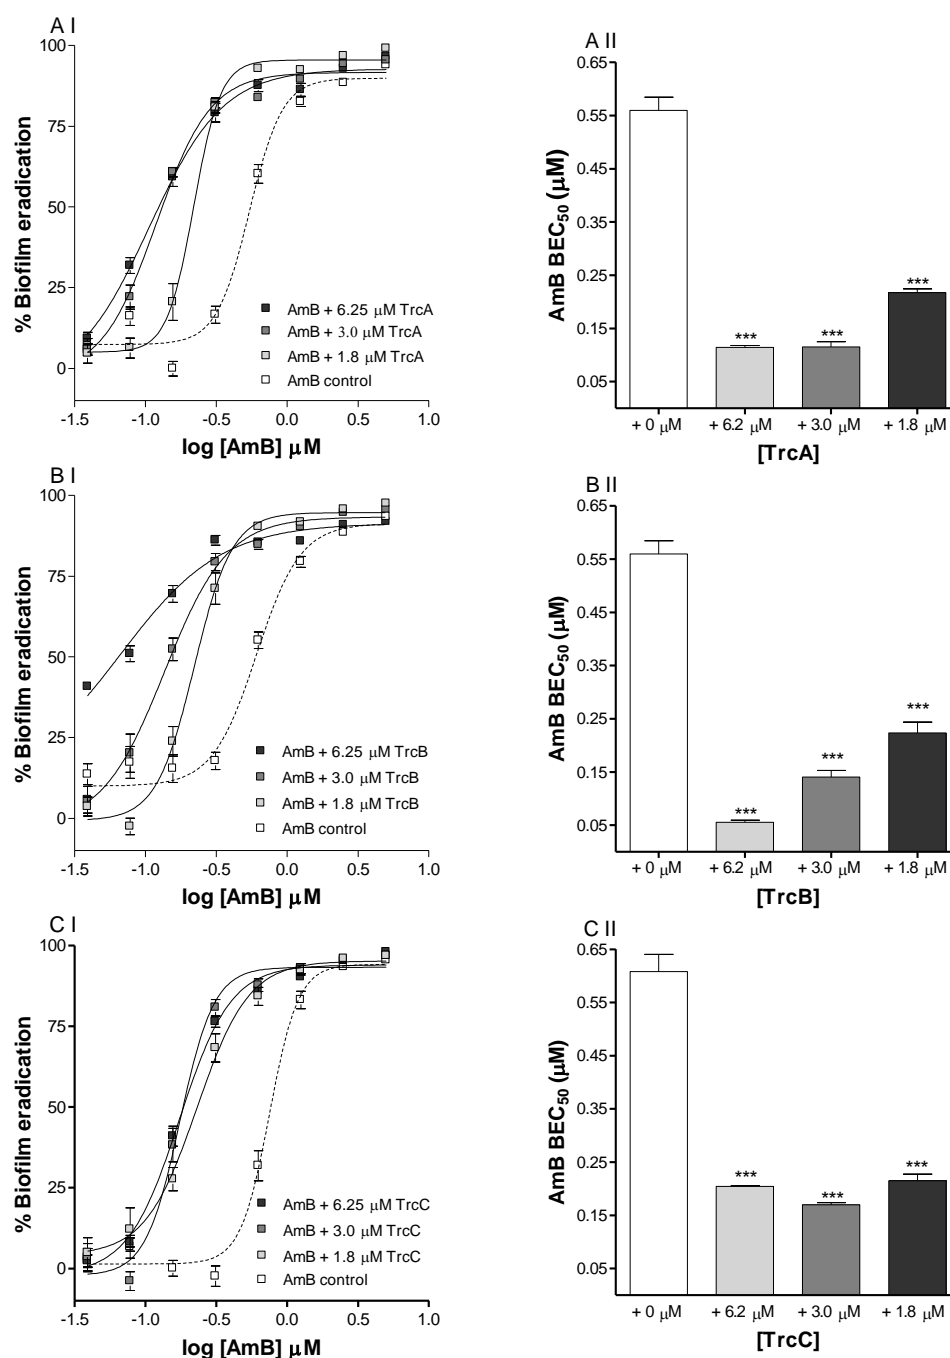 A I
100
75
50
25
0
% Biofilm eradication
AmB + 6.25 μM TrcA
AmB + 3.0 μM TrcA
AmB + 1.8 μM TrcA
AmB control
-1.5 -1.0 -0.5 0.0 0.5 1.0
log [AmB] μM
A II
0.65
0.55
0.45
0.35
0.25
0.15
0.05
AmB BEC50 (μM)
*** *** ***
+ 0 μM + 6.2 μM + 3.0 μM + 1.8 μM
[TrcA]
B I
100
75
50
25
0
% Biofilm eradication
AmB + 6.25 μM TrcB
AmB + 3.0 μM TrcB
AmB + 1.8 μM TrcB
AmB control
-1.5 -1.0 -0.5 0.0 0.5 1.0
log [AmB] μM
B II
0.65
0.55
0.45
0.35
0.25
0.15
0.05
AmB BEC50 (μM)
*** *** ***
+ 0 μM + 6.2 μM + 3.0 μM + 1.8 μM
[TrcB]
C I
100
75
50
25
0
% Biofilm eradication
AmB + 6.25 μM TrcC
AmB + 3.0 μM TrcC
AmB + 1.8 μM TrcC
AmB control
-1.5 -1.0 -0.5 0.0 0.5 1.0
log [AmB] μM
C II
0.65
0.55
0.45
0.35
0.25
0.15
0.05
AmB BEC50 (μM)
*** *** ***
+ 0 μM + 6.2 μM + 3.0 μM + 1.8 μM
[TrcC]